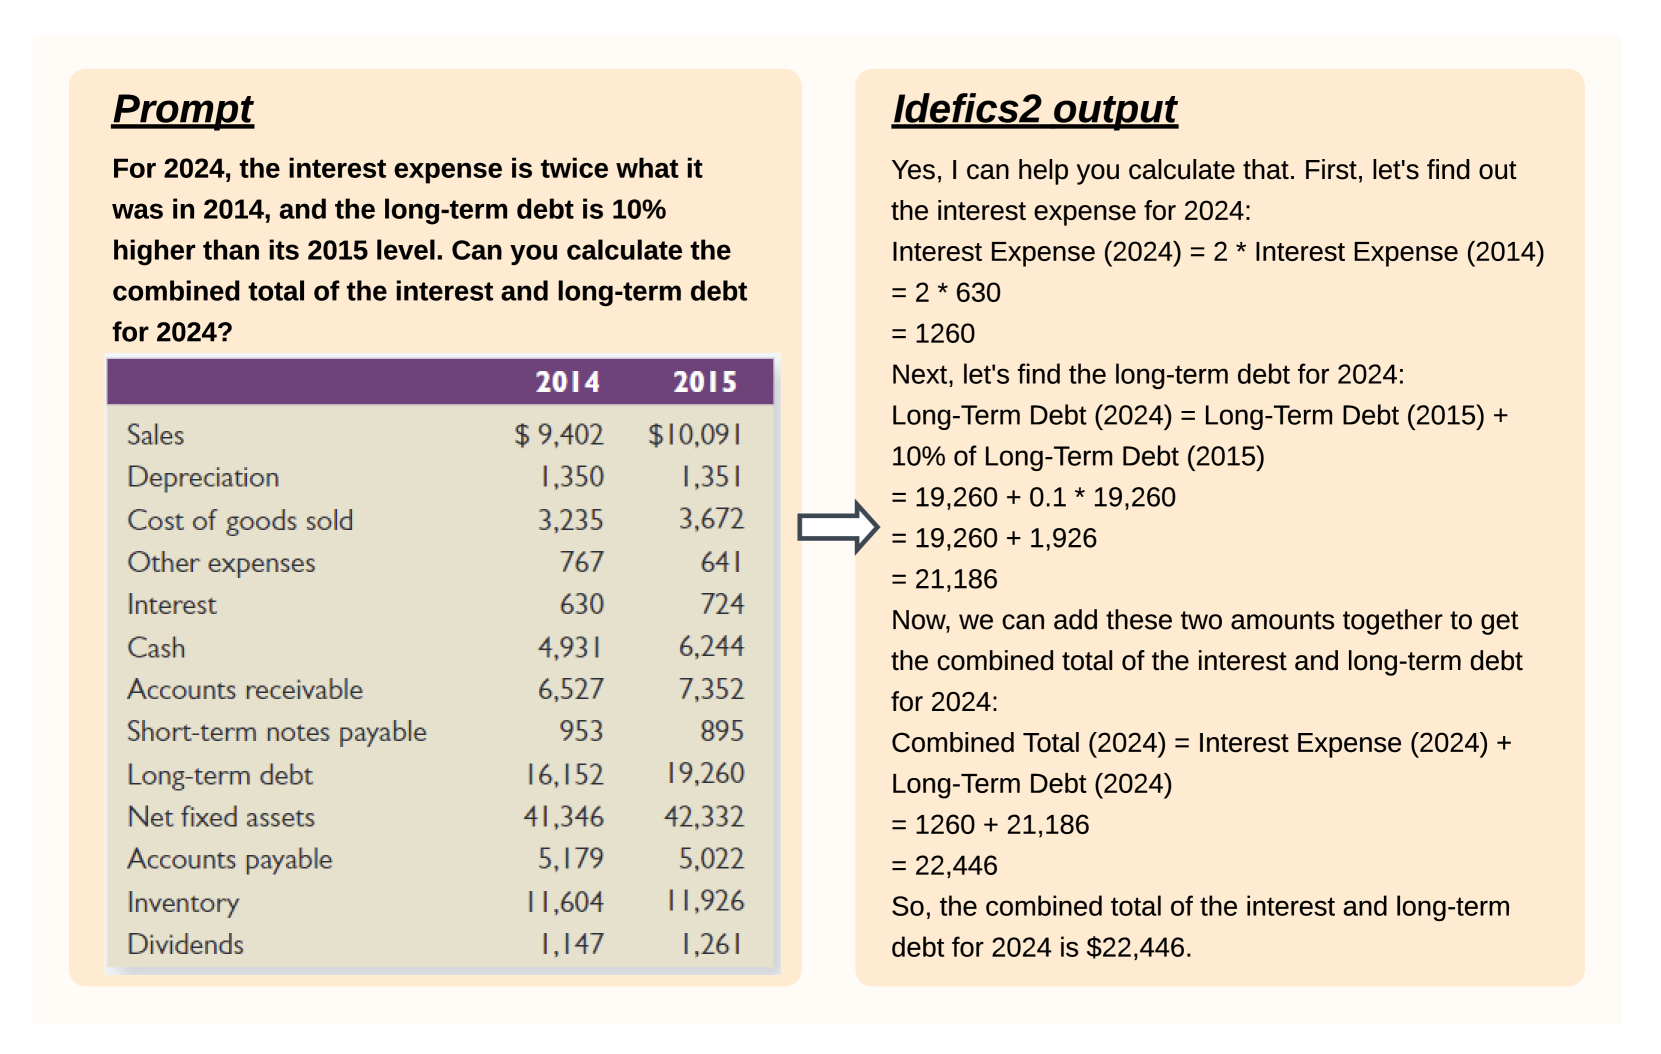 Prompt
For 2024, the interest expense is twice what it
was in 2014, and the long-term debt is 10%
higher than its 2015 level. Can you calculate the
combined total of the interest and long-term debt
for 2024?
2014 2015
Sales $ 9,402 $10,091
Depreciation 1,350 1,351
Cost of goods sold 3,235 3,672
Other expenses 767 641
Interest 630 724
Cash 4,931 6,244
Accounts receivable 6,527 7,352
Short-term notes payable 953 895
Long-term debt 16,152 19,260
Net fixed assets 41,346 42,332
Accounts payable 5,179 5,022
Inventory 11,604 11,926
Dividends 1,147 1,261
Idefics2 output
Yes, I can help you calculate that. First, let's find out
the interest expense for 2024:
Interest Expense (2024) = 2 * Interest Expense (2014)
= 2 * 630
= 1260
Next, let's find the long-term debt for 2024:
Long-Term Debt (2024) = Long-Term Debt (2015) +
10% of Long-Term Debt (2015)
= 19,260 + 0.1 * 19,260
= 19,260 + 1,926
= 21,186
Now, we can add these two amounts together to get
the combined total of the interest and long-term debt
for 2024:
Combined Total (2024) = Interest Expense (2024) +
Long-Term Debt (2024)
= 1260 + 21,186
= 22,446
So, the combined total of the interest and long-term
debt for 2024 is $22,446.